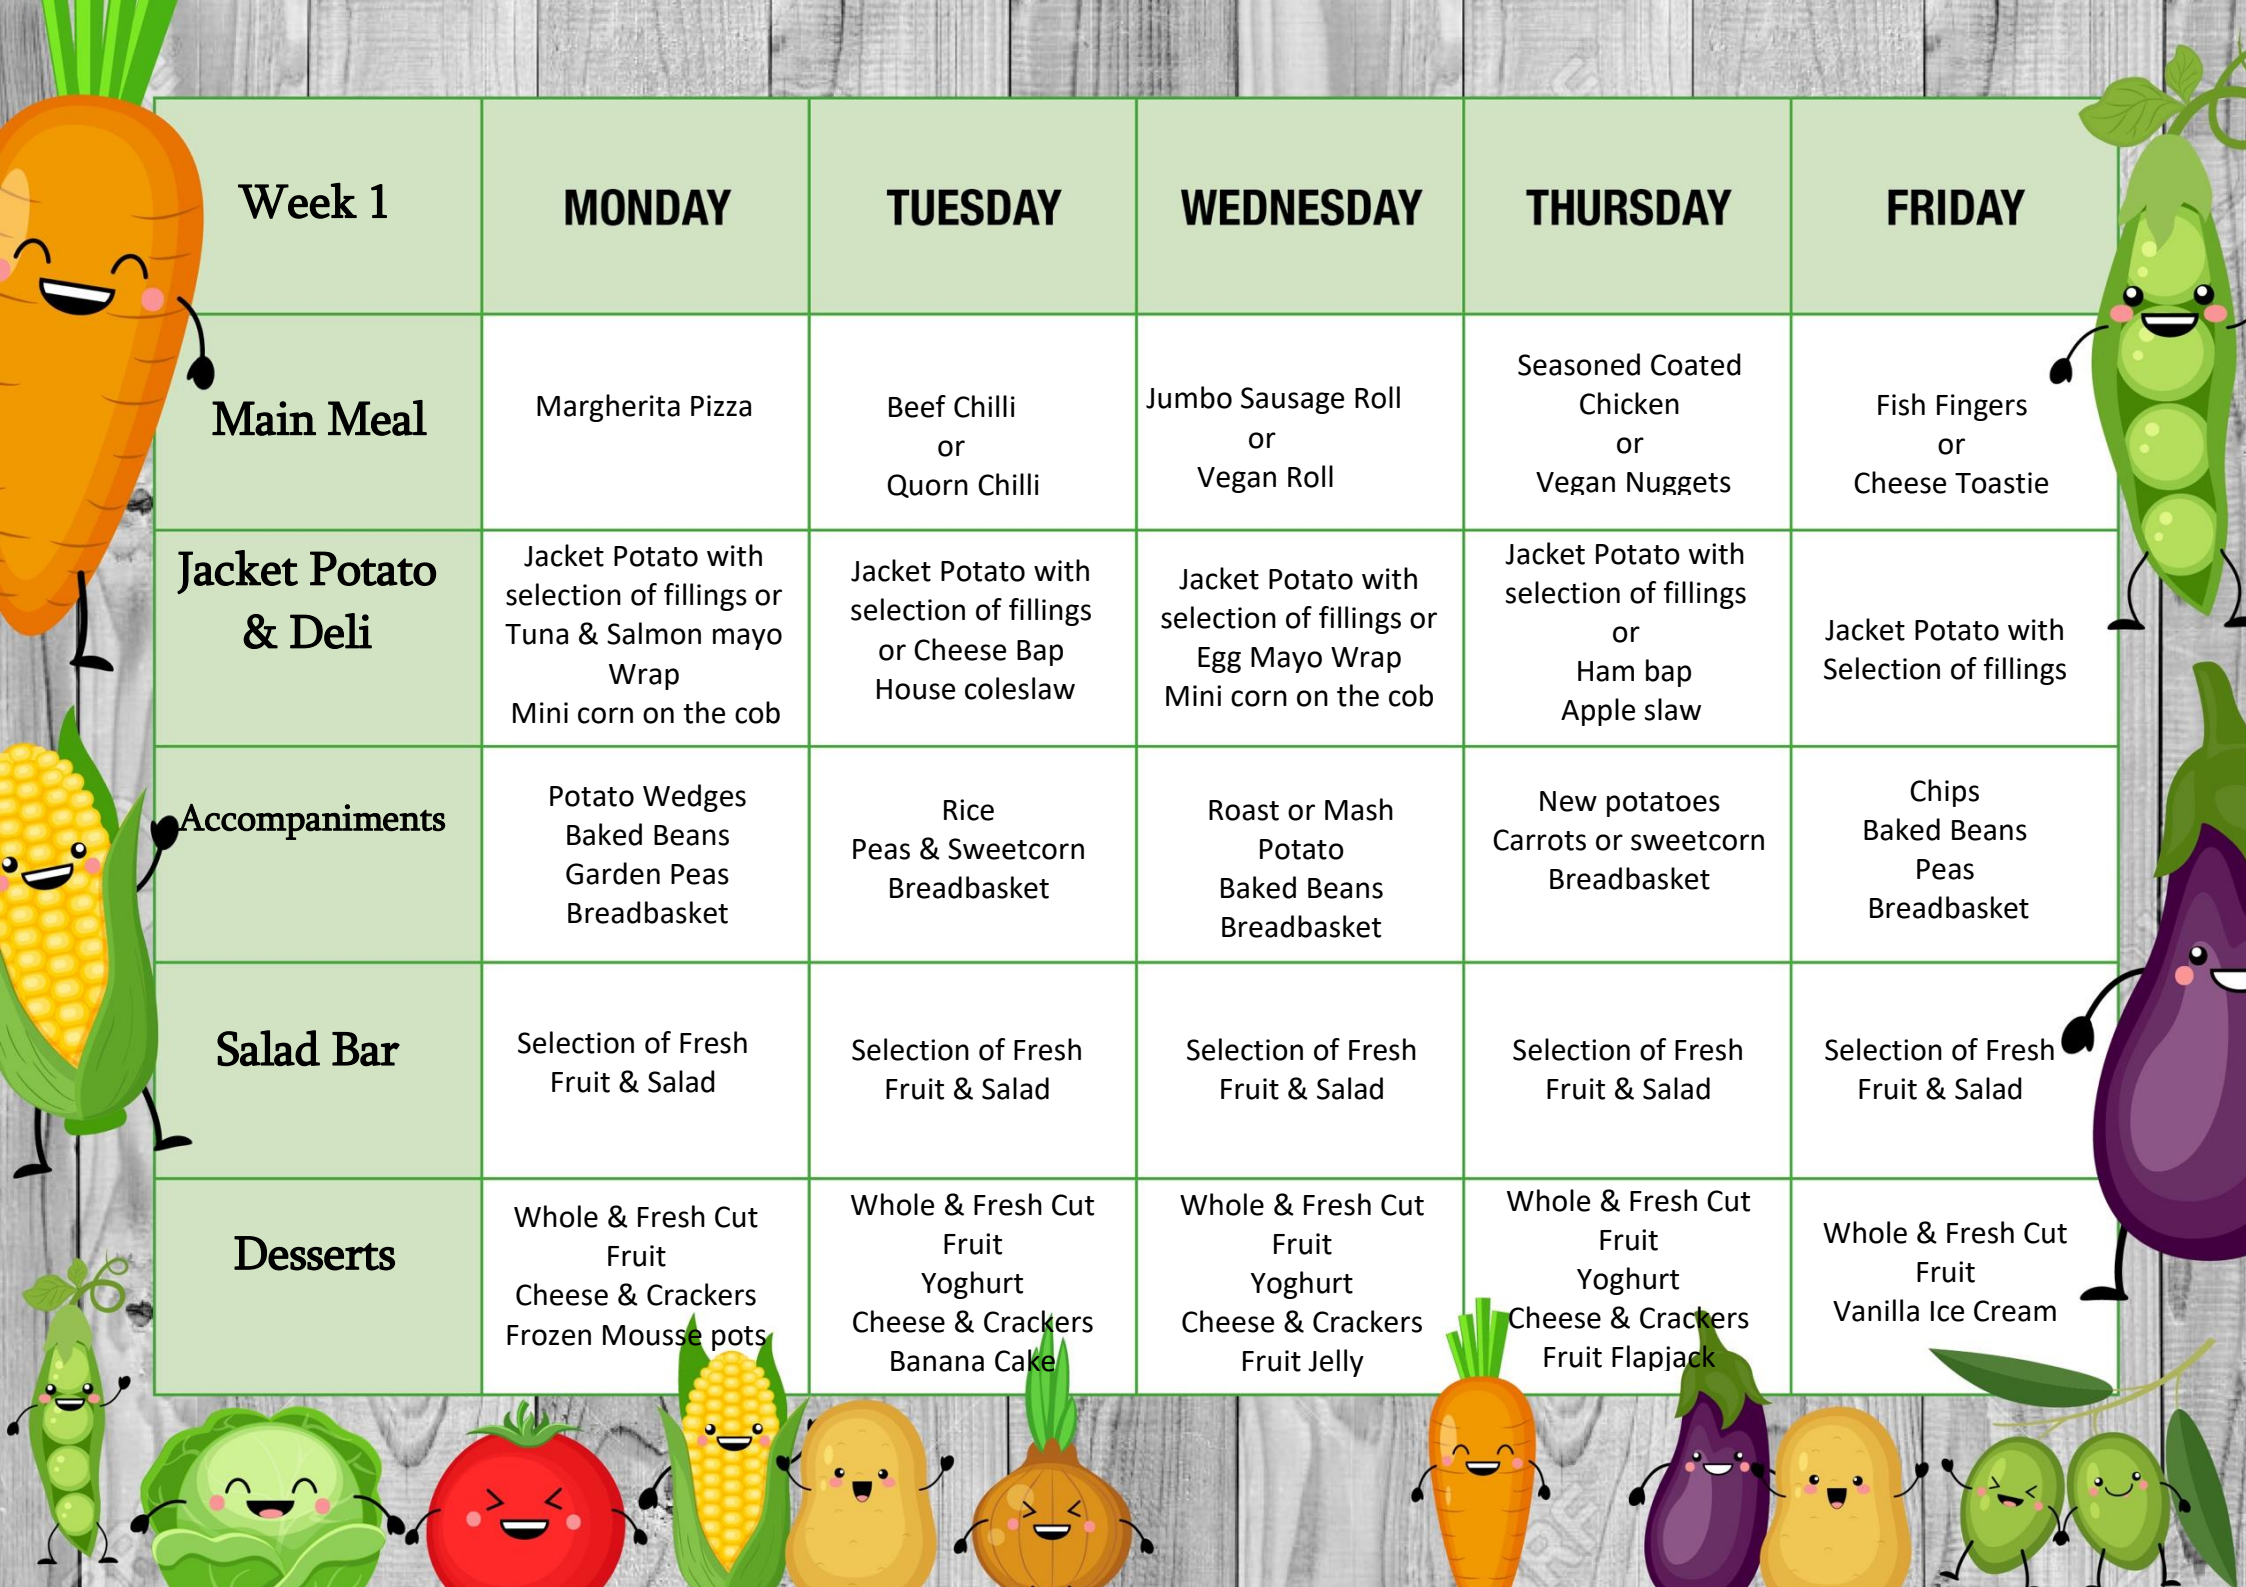 Week 1
MONDAY
TUESDAY
WEDNESDAY
THURSDAY
FRIDAY
Main Meal
Margherita Pizza
Beef Chilli
or
Quorn Chilli
Jumbo Sausage Roll
or
Vegan Roll
Seasoned Coated
Chicken
or
Vegan Nuggets
Fish Fingers
or
Cheese Toastie
Jacket Potato
& Deli
Jacket Potato with
selection of fillings or
Tuna & Salmon mayo
Wrap
Mini corn on the cob
Jacket Potato with
selection of fillings
or Cheese Bap
House coleslaw
Jacket Potato with
selection of fillings or
Egg Mayo Wrap
Mini corn on the cob
Jacket Potato with
selection of fillings
or
Ham bap
Apple slaw
Jacket Potato with
Selection of fillings
Accompaniments
Potato Wedges
Baked Beans
Garden Peas
Breadbasket
Rice
Peas & Sweetcorn
Breadbasket
Roast or Mash
Potato
Baked Beans
Breadbasket
New potatoes
Carrots or sweetcorn
Breadbasket
Chips
Baked Beans
Peas
Breadbasket
Salad Bar
Selection of Fresh
Fruit & Salad
Selection of Fresh
Fruit & Salad
Selection of Fresh
Fruit & Salad
Selection of Fresh
Fruit & Salad
Selection of Fresh
Fruit & Salad
Desserts
Whole & Fresh Cut
Fruit
Cheese & Crackers
Frozen Mousse pots
Whole & Fresh Cut
Fruit
Yoghurt
Cheese & Crackers
Banana Cake
Whole & Fresh Cut
Fruit
Yoghurt
Cheese & Crackers
Fruit Jelly
Whole & Fresh Cut
Fruit
Yoghurt
Cheese & Crackers
Fruit Flapjack
Whole & Fresh Cut
Fruit
Vanilla Ice Cream